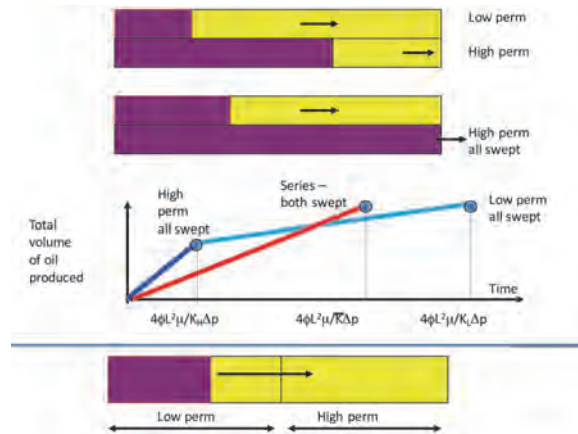 Low perm
High perm
High perm
all swept
Total
volume
of oil
produced
High
perm
all swept
Series –
both swept
Low perm
all swept
Time
4ϕL²μ/K_HΔp
4ϕL²μ/K̅Δp
4ϕL²μ/K_LΔp
Low perm
High perm